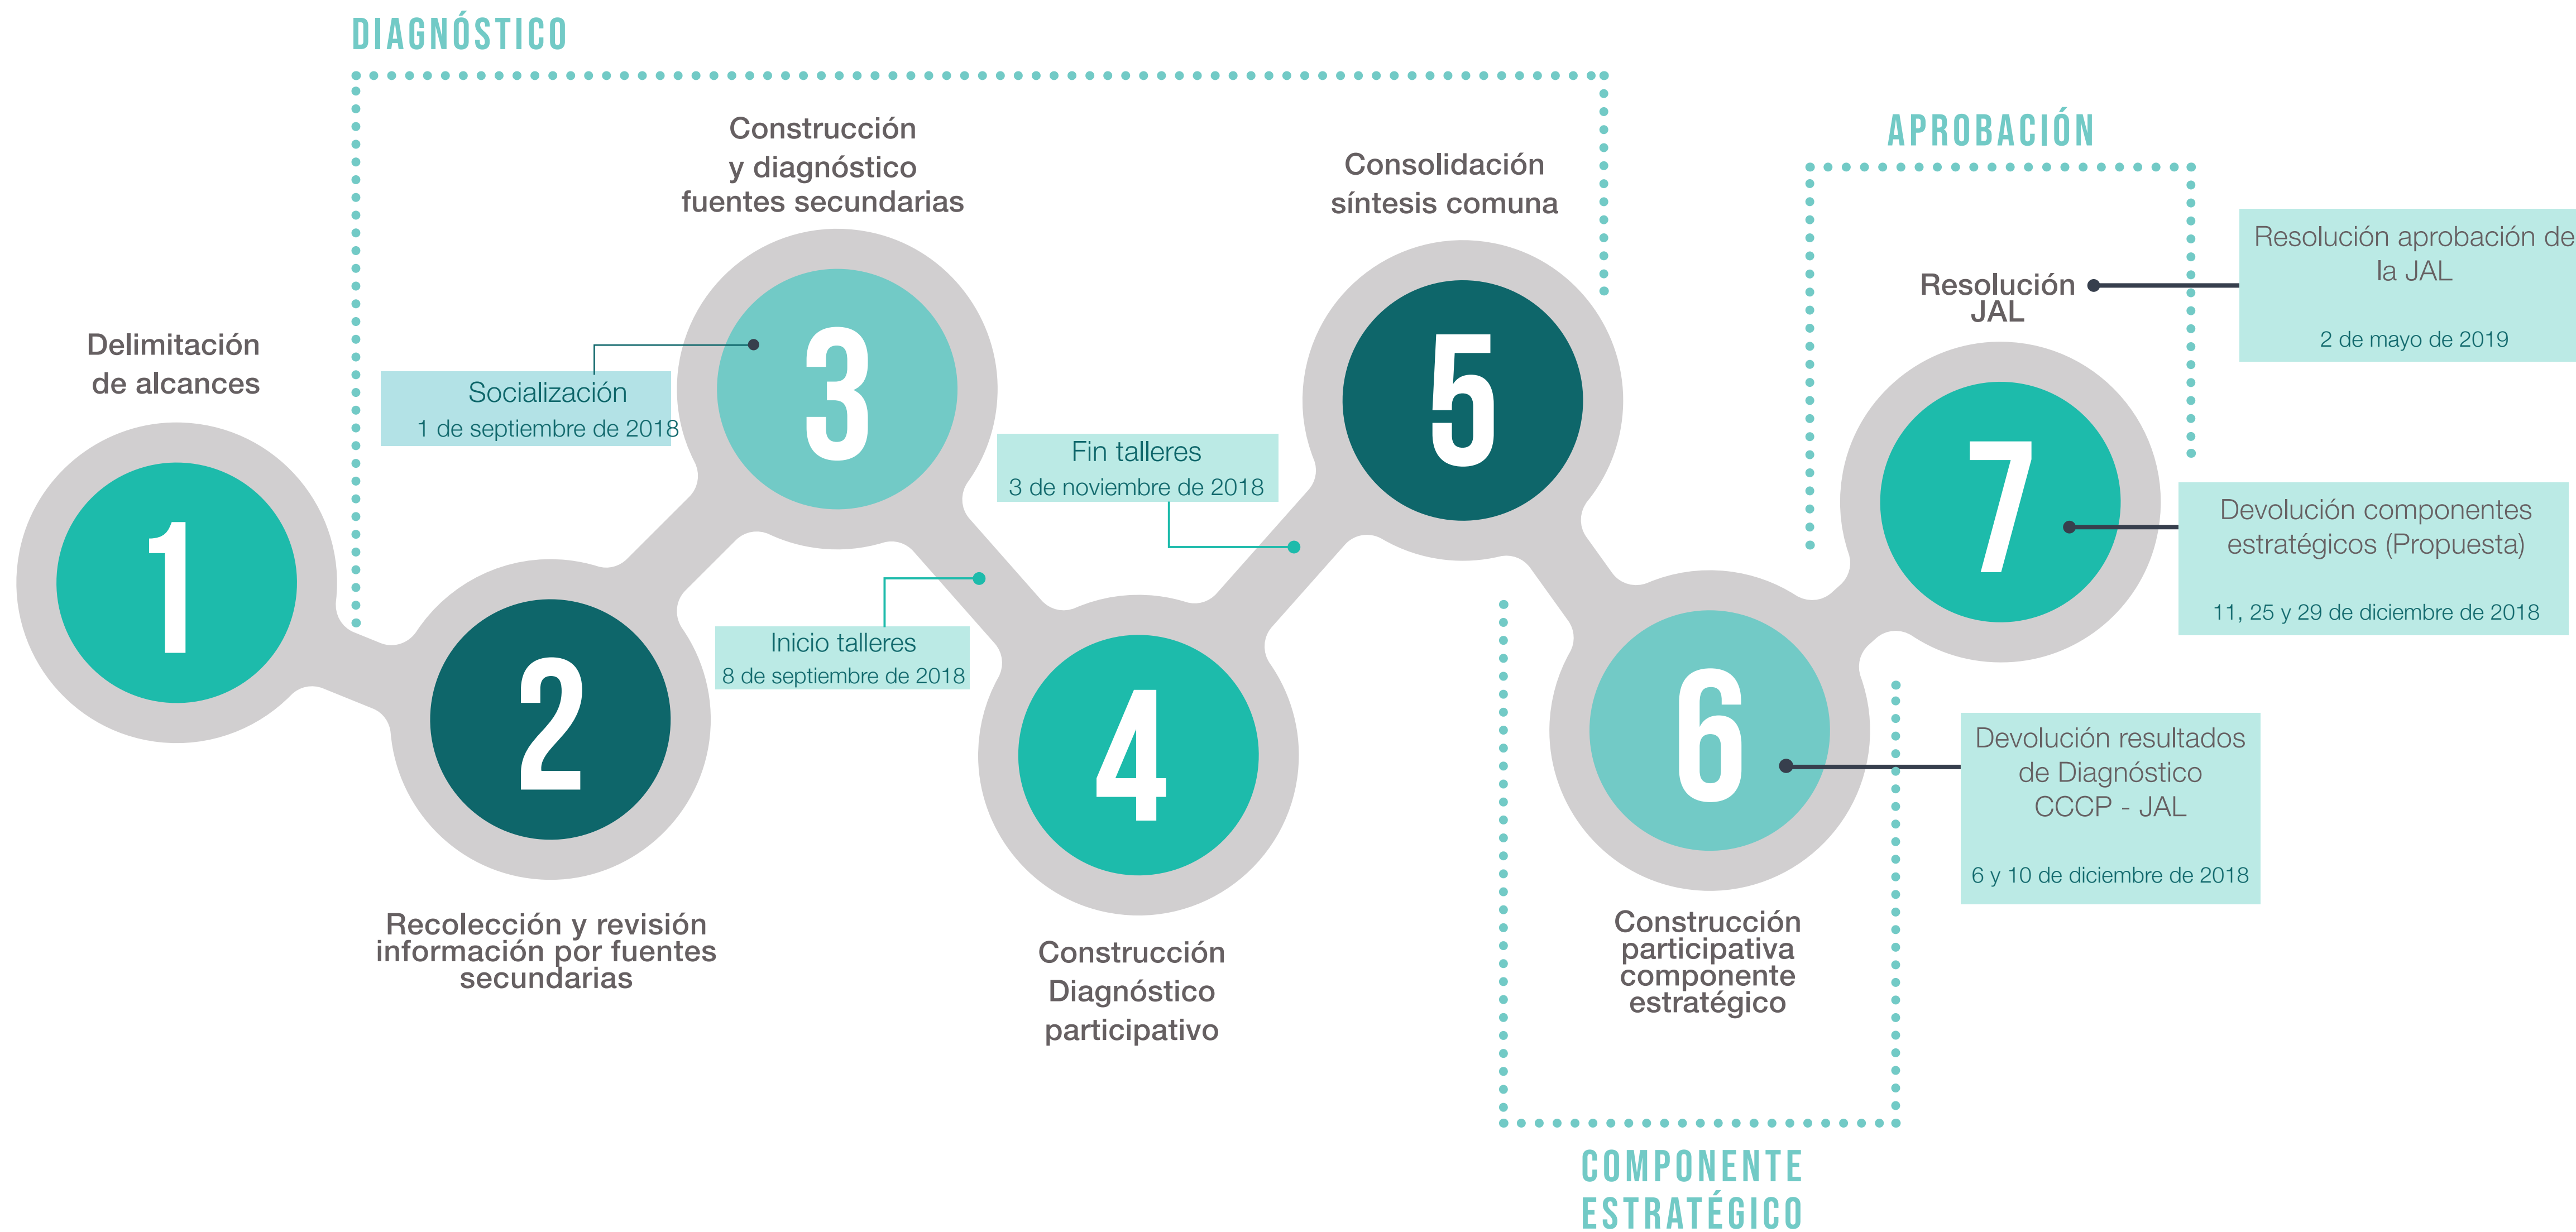 DIAGNÓSTICO
Delimitación
de alcances
1
2
Recolección y revisión
información por fuentes
secundarias
Construcción
y diagnóstico
fuentes secundarias
3
Socialización
1 de septiembre de 2018
Inicio talleres
8 de septiembre de 2018
4
Construcción
Diagnóstico
participativo
Fin talleres
3 de noviembre de 2018
Consolidación
síntesis comuna
5
6
Construcción
participativa
componente
estratégico
COMPONENTE
ESTRATÉGICO
Devolución resultados
de Diagnóstico
CCCP - JAL
6 y 10 de diciembre de 2018
APROBACIÓN
Resolución
JAL
7
Resolución aprobación de
la JAL
2 de mayo de 2019
Devolución componentes
estratégicos (Propuesta)
11, 25 y 29 de diciembre de 2018